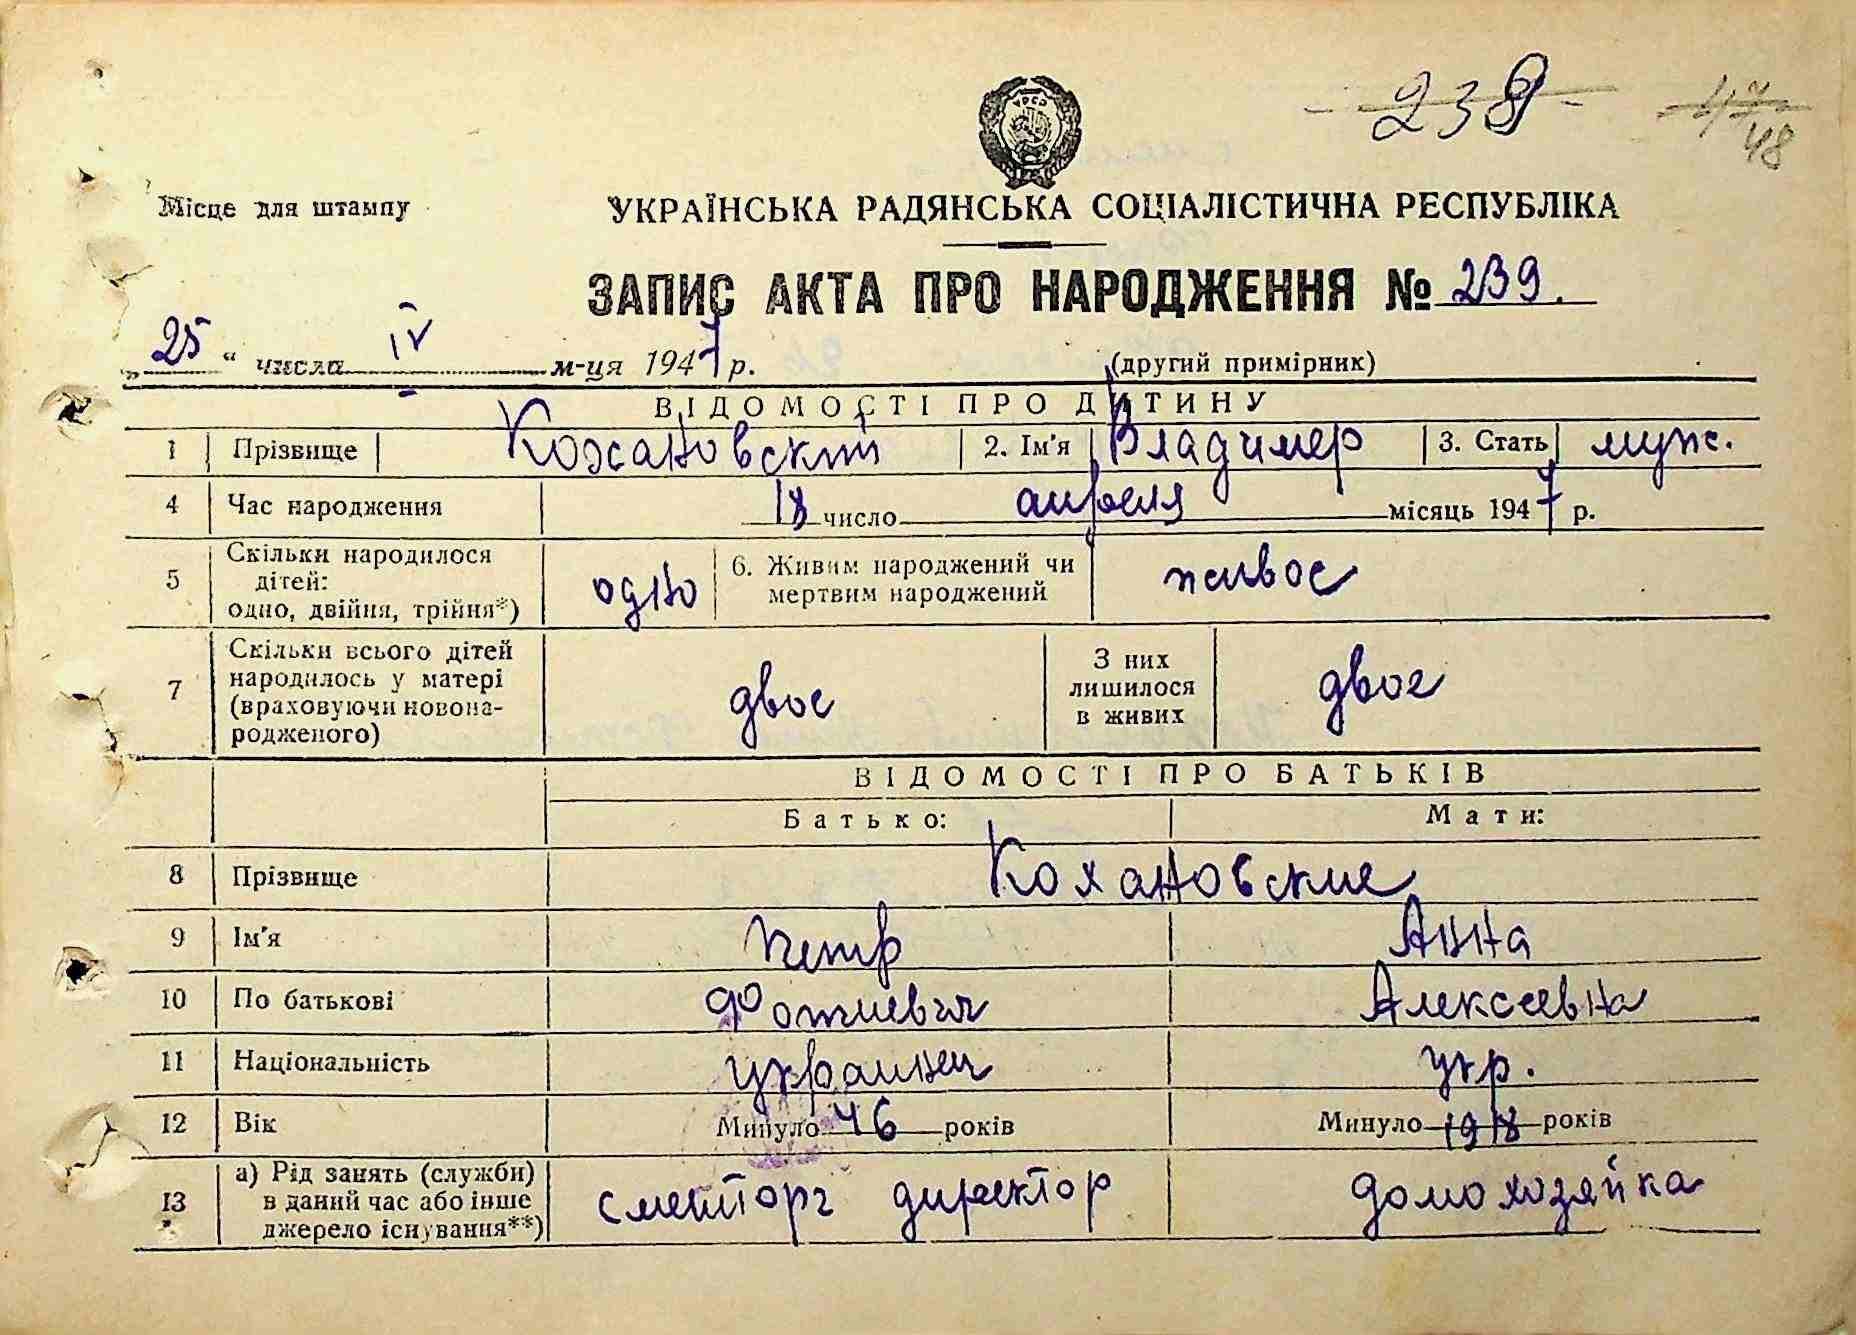 238
Місце для штампу
УКРАЇНСЬКА РАДЯНСЬКА СОЦІАЛІСТИЧНА РЕСПУБЛІКА
ЗАПИС АКТА ПРО НАРОДЖЕННЯ № 239.
„25“ числа IV м-ця 1947 р. (другий примірник)
ВІДОМОСТІ ПРО ДИТИНУ
1 Прізвище Кохановский 2. Ім'я Владимер 3. Стать муж.
4 Час народження 18 число апреля місяць 1947 р.
5 Скільки народилося дітей: одно, двійня, трійня*) одно 6. Живим народжений чи мертвим народжений живое
7 Скільки всього дітей народилось у матері (враховуючи новонародженого) двое З них лишилося в живих двое
ВІДОМОСТІ ПРО БАТЬКІВ
Батько: Мати:
8 Прізвище Кохановские
9 Ім'я Петр Анна
10 По батькові Фотиевич Алексеевна
11 Національність украинец укр.
12 Вік Минуло 46 років Минуло 1918 років
13 а) Рід занять (служби) в даний час або інше джерело існування**) директор домохозяйка